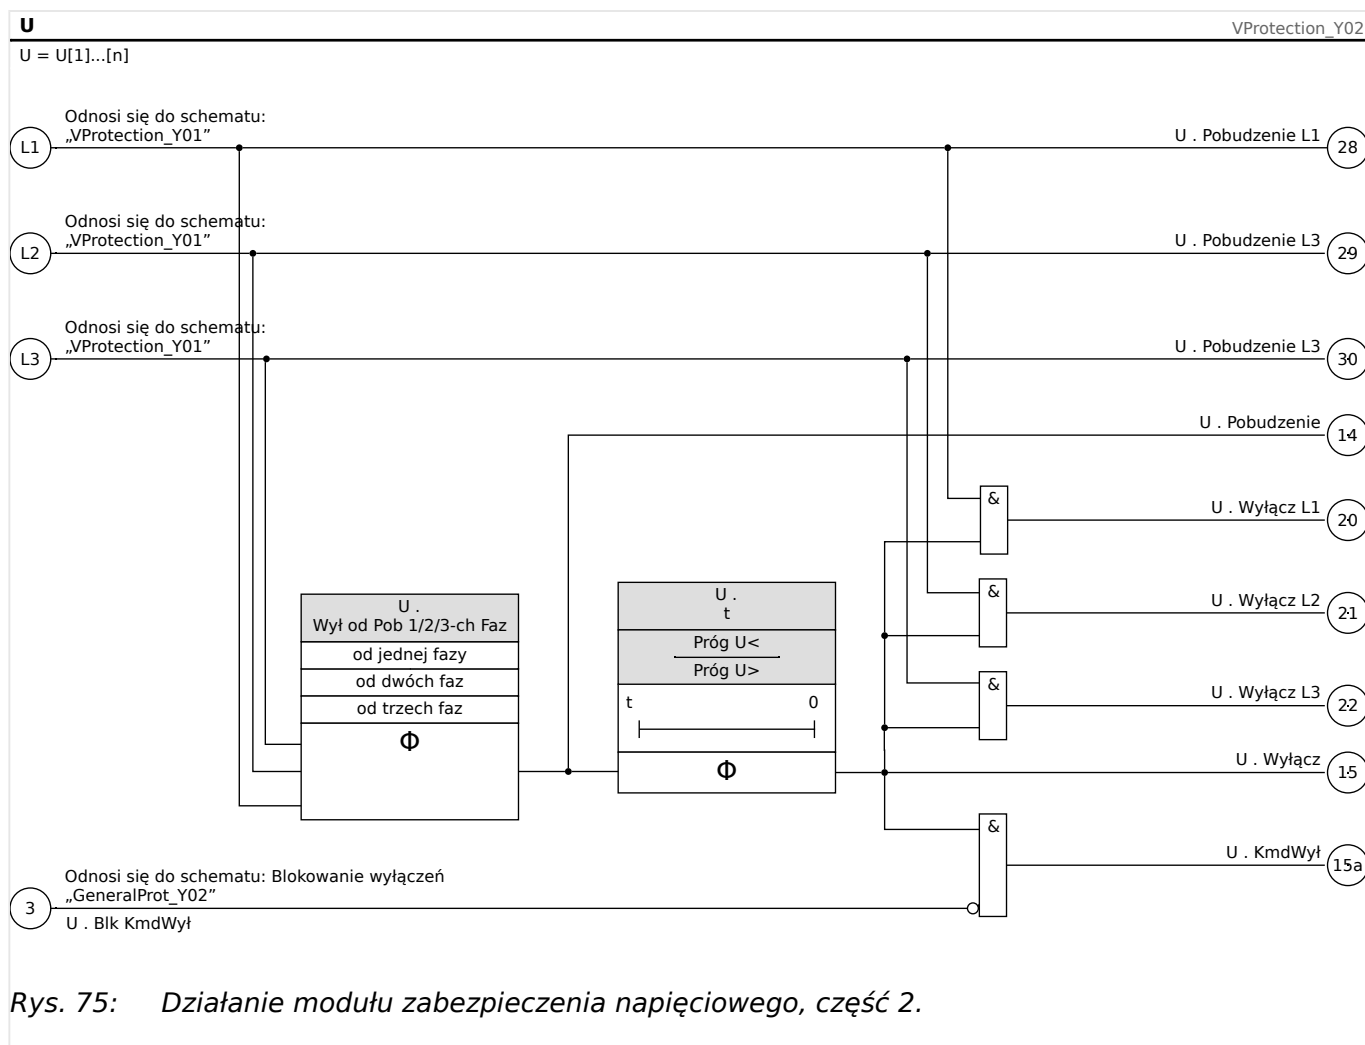 U
VProtection_Y02
U = U[1]...[n]
Odnosi się do schematu:
„VProtection_Y01”
L1
U . Pobudzenie L1
28
Odnosi się do schematu:
„VProtection_Y01”
L2
U . Pobudzenie L3
29
Odnosi się do schematu:
„VProtection_Y01”
L3
U . Pobudzenie L3
30
U . Pobudzenie
14
&
U . Wyłącz L1
20
&
U . Wyłącz L2
21
&
U . Wyłącz L3
22
U .
Wył od Pob 1/2/3-ch Faz
od jednej fazy
od dwóch faz
od trzech faz
Φ
U .
t
Próg U<
Próg U>
t 0
Φ
U . Wyłącz
15
&
U . KmdWył
15a
Odnosi się do schematu: Blokowanie wyłączeń
„GeneralProt_Y02”
3
U . Blk KmdWył
Rys. 75: Działanie modułu zabezpieczenia napięciowego, część 2.